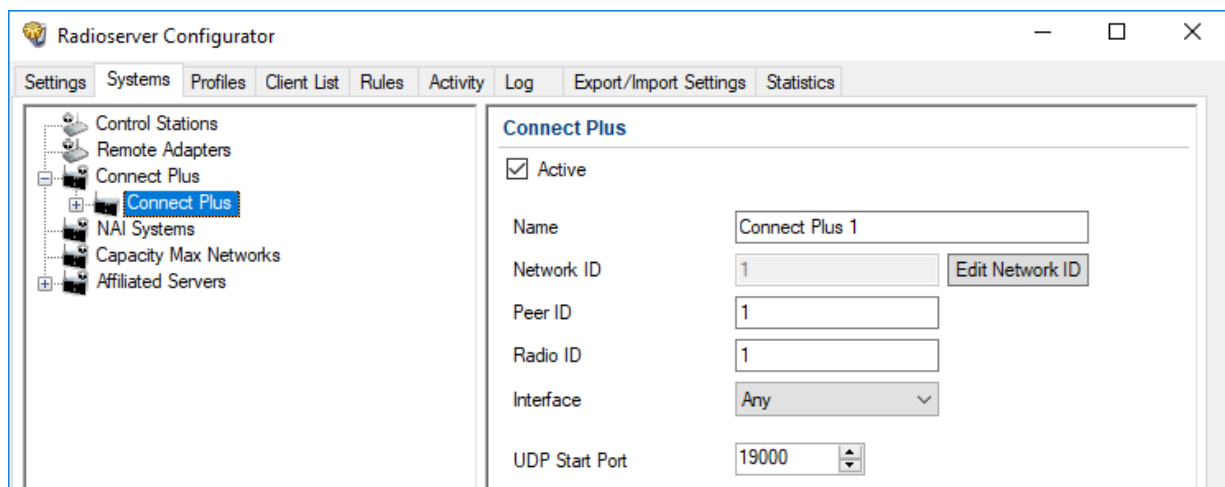 Radioserver Configurator
Settings Systems Profiles Client List Rules Activity Log Export/Import Settings Statistics
Control Stations
Remote Adapters
Connect Plus
Connect Plus
NAI Systems
Capacity Max Networks
Affiliated Servers
Connect Plus
Active
Name Connect Plus 1
Network ID 1 Edit Network ID
Peer ID 1
Radio ID 1
Interface Any
UDP Start Port 19000